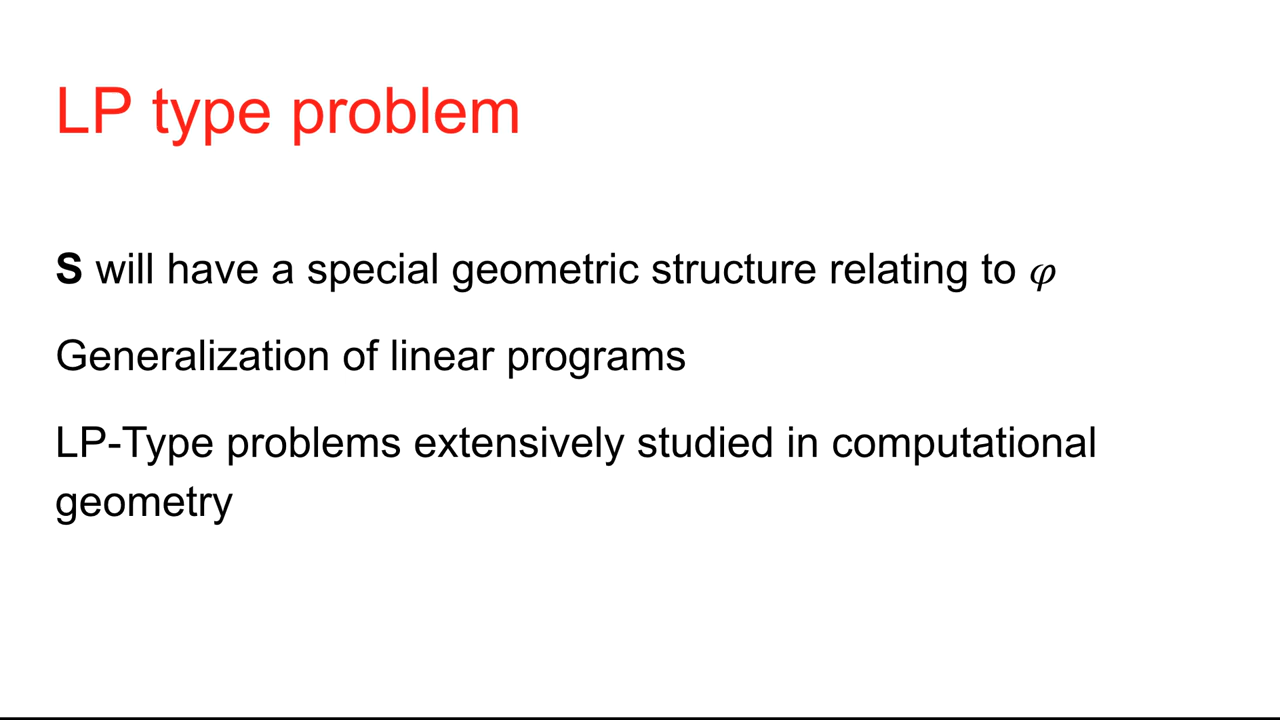 LP type problem
S will have a special geometric structure relating to φ
Generalization of linear programs
LP-Type problems extensively studied in computational
geometry